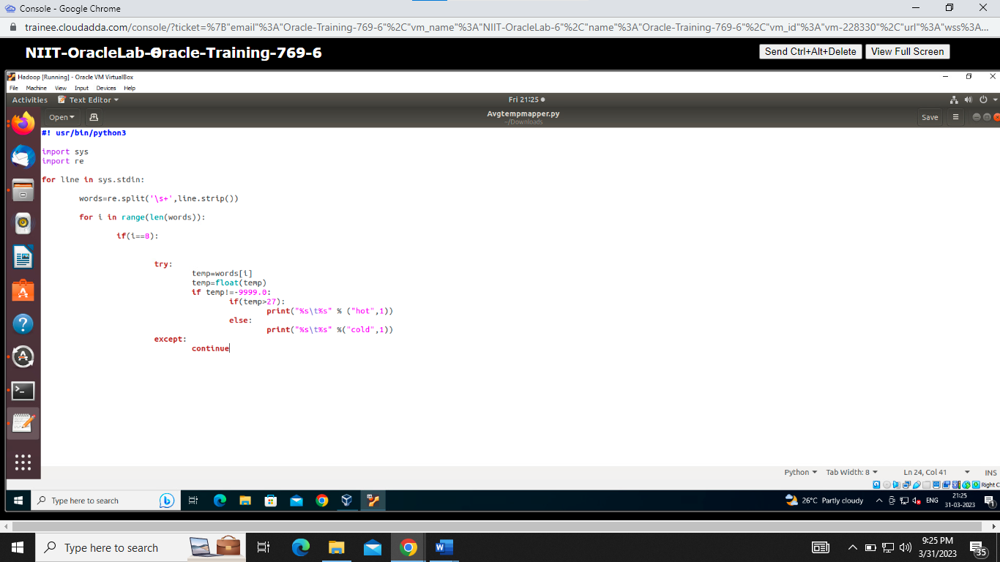 Console - Google Chrome
trainee.cloudadda.com/console/?ticket=%7B"email"%3A"Oracle-Training-769-6"%2C"vm_name"%3A"NIIT-OracleLab-6"%2C"name"%3A"Oracle-Training-769-6"%2C"vm_id"%3A"vm-228330"%2C"url"%3A"wss%3A...
NIIT-OracleLab-6 Oracle-Training-769-6 Send Ctrl+Alt+Delete View Full Screen
Hadoop [Running] - Oracle VM VirtualBox
File Machine View Input Devices Help
Activities Text Editor Fri 21:25
Open Avgtempmapper.py Save
~/Downloads
#! usr/bin/python3
import sys
import re
for line in sys.stdin:
words=re.split('\s+',line.strip())
for i in range(len(words)):
if(i==8):
try:
temp=words[i]
temp=float(temp)
if temp!=-9999.0:
if(temp>27):
print("%s\t%s" % ("hot",1))
else:
print("%s\t%s" %("cold",1))
except:
continue
Python Tab Width: 8 Ln 24, Col 41 INS
Right C
Type here to search 26°C Partly cloudy ENG 21:25
31-03-2023 1
Type here to search 9:25 PM
3/31/2023 35